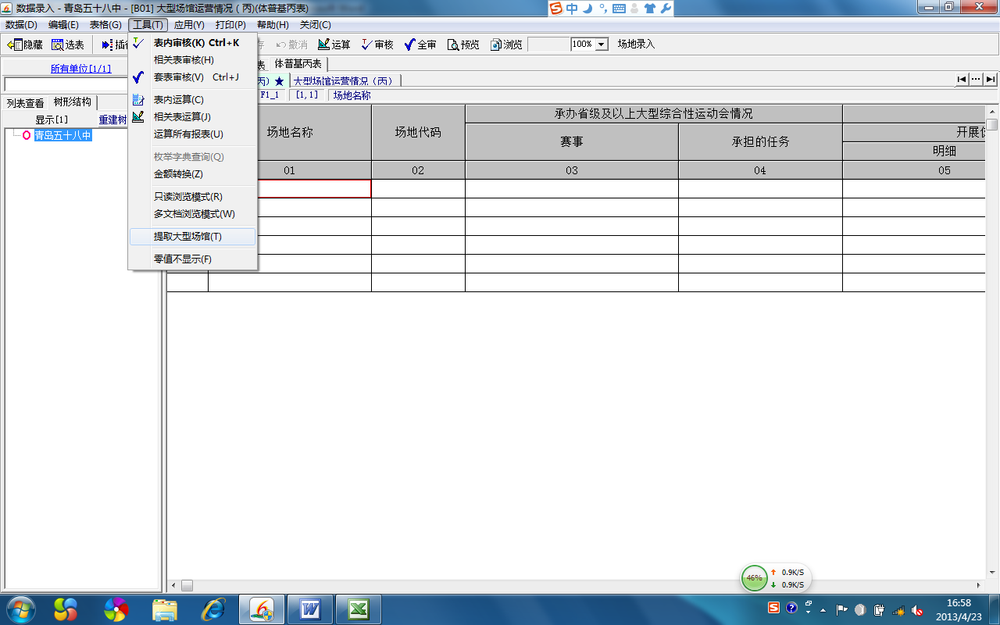 数据录入 - 青岛五十八中 - [B01] 大型场馆运营情况（丙)(体普基丙表)
中
数据(D) 编辑(E) 表格(G) 工具(T) 应用(Y) 打印(P) 帮助(H) 关闭(C)
隐藏 选表 插行 撤消 运算 审核 全审 预览 浏览 100% 场地录入
表内审核(K) Ctrl+K
相关表审核(H)
套表审核(V) Ctrl+J
表内运算(C)
相关表运算(J)
运算所有报表(U)
枚举字典查询(Q)
金额转换(Z)
只读浏览模式(R)
多文档浏览模式(W)
提取大型场馆(T)
零值不显示(F)
所有单位[1/1]
列表查看 树形结构
显示[1] 重建树
青岛五十八中
表 体普基丙表
丙）★ 大型场馆运营情况（丙）
F1_1 [1,1] 场地名称
场地名称 场地代码 承办省级及以上大型综合性运动会情况
赛事 承担的任务 开展
明细
01 02 03 04 05
46% 0.9K/S
0.9K/S
16:58
2013/4/23